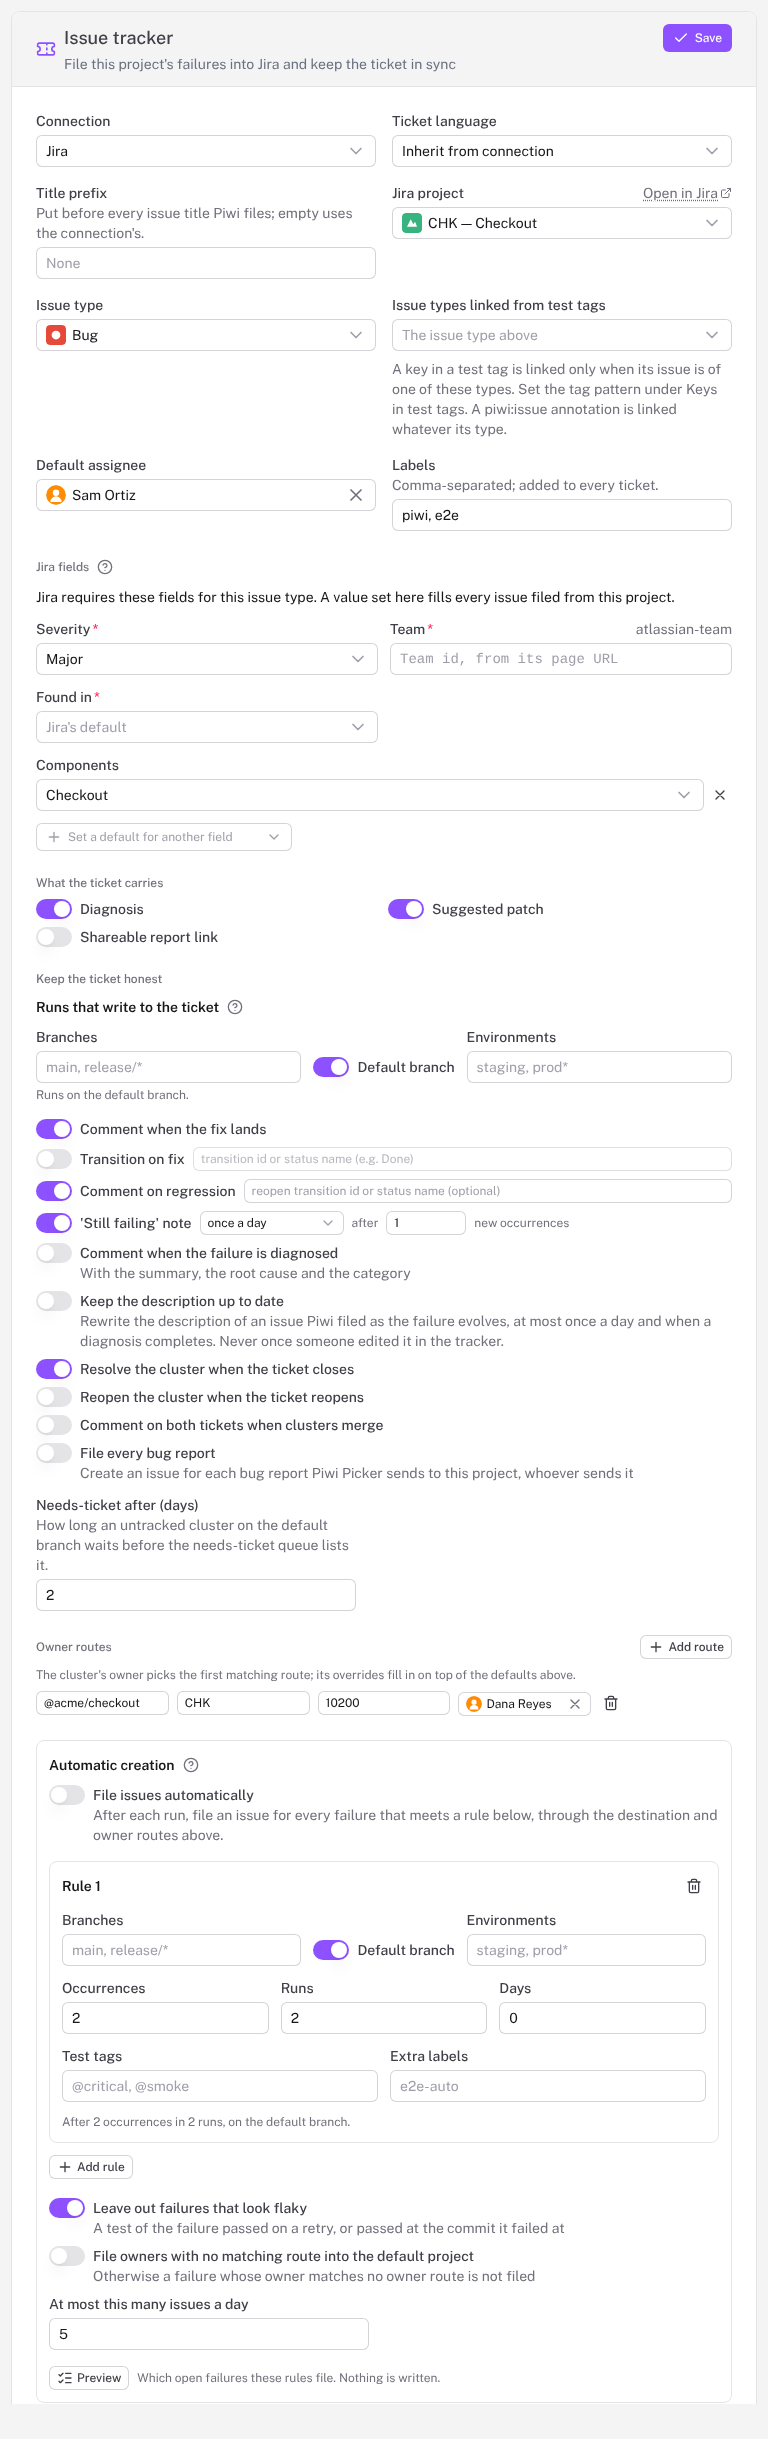 Issue tracker
File this project's failures into Jira and keep the ticket in sync
Save
Connection
Jira
Ticket language
Inherit from connection
Title prefix
Put before every issue title Piwi files; empty uses
the connection's.
None
Jira project
Open in Jira
CHK — Checkout
Issue type
Bug
Issue types linked from test tags
The issue type above
A key in a test tag is linked only when its issue is of
one of these types. Set the tag pattern under Keys
in test tags. A piwi:issue annotation is linked
whatever its type.
Default assignee
Sam Ortiz
Labels
Comma-separated; added to every ticket.
piwi, e2e
Jira fields
Jira requires these fields for this issue type. A value set here fills every issue filed from this project.
Severity*
Major
Team*
atlassian-team
Team id, from its page URL
Found in*
Jira's default
Components
Checkout
Set a default for another field
What the ticket carries
Diagnosis
Suggested patch
Shareable report link
Keep the ticket honest
Runs that write to the ticket
Branches
main, release/*
Default branch
Environments
staging, prod*
Runs on the default branch.
Comment when the fix lands
Transition on fix
transition id or status name (e.g. Done)
Comment on regression
reopen transition id or status name (optional)
'Still failing' note
once a day
after
1
new occurrences
Comment when the failure is diagnosed
With the summary, the root cause and the category
Keep the description up to date
Rewrite the description of an issue Piwi filed as the failure evolves, at most once a day and when a
diagnosis completes. Never once someone edited it in the tracker.
Resolve the cluster when the ticket closes
Reopen the cluster when the ticket reopens
Comment on both tickets when clusters merge
File every bug report
Create an issue for each bug report Piwi Picker sends to this project, whoever sends it
Needs-ticket after (days)
How long an untracked cluster on the default
branch waits before the needs-ticket queue lists
it.
2
Owner routes
Add route
The cluster's owner picks the first matching route; its overrides fill in on top of the defaults above.
@acme/checkout
CHK
10200
Dana Reyes
Automatic creation
File issues automatically
After each run, file an issue for every failure that meets a rule below, through the destination and
owner routes above.
Rule 1
Branches
main, release/*
Default branch
Environments
staging, prod*
Occurrences
2
Runs
2
Days
0
Test tags
@critical, @smoke
Extra labels
e2e-auto
After 2 occurrences in 2 runs, on the default branch.
Add rule
Leave out failures that look flaky
A test of the failure passed on a retry, or passed at the commit it failed at
File owners with no matching route into the default project
Otherwise a failure whose owner matches no owner route is not filed
At most this many issues a day
5
Preview
Which open failures these rules file. Nothing is written.